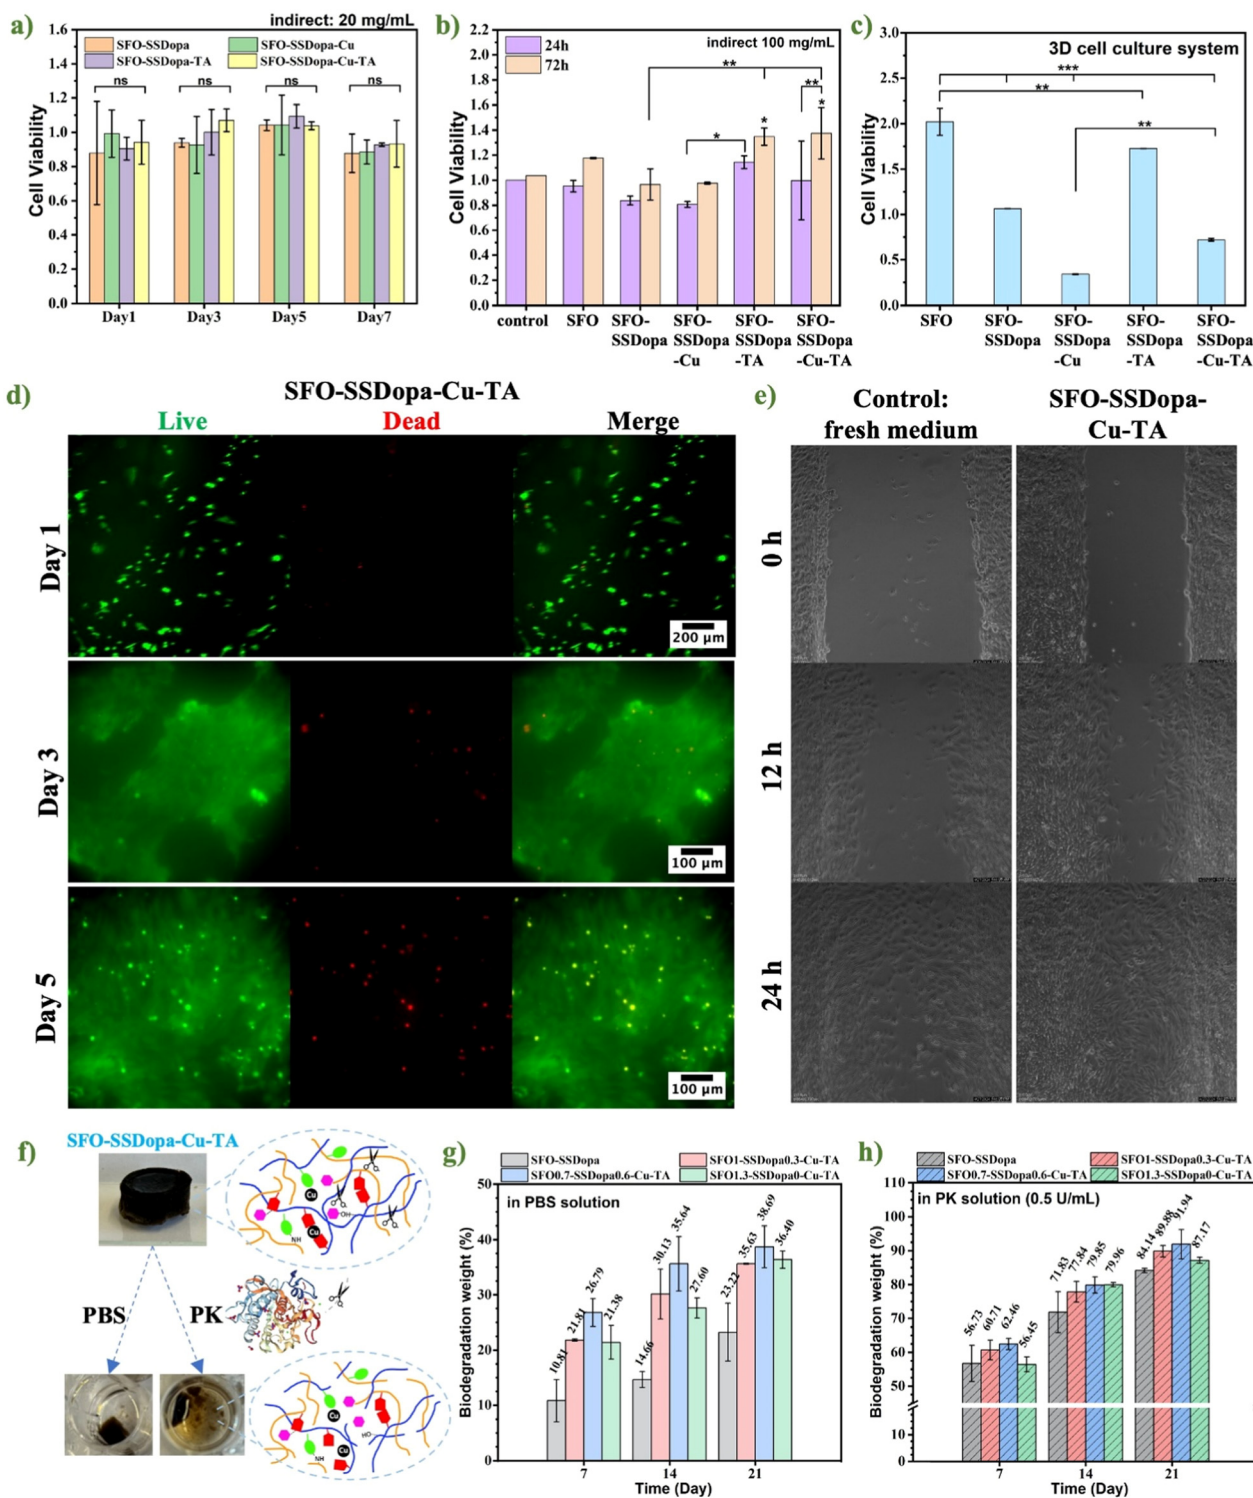 a)
indirect: 20 mg/mL
SFO-SSDopa
SFO-SSDopa-Cu
SFO-SSDopa-TA
SFO-SSDopa-Cu-TA
ns
ns
ns
ns
Cell Viability
1.6
1.4
1.2
1.0
0.8
0.6
0.4
0.2
0.0
Day1
Day3
Day5
Day7
b)
24h
72h
indirect 100 mg/mL
**
**
*
*
*
Cell Viability
2.2
2.0
1.8
1.6
1.4
1.2
1.0
0.8
0.6
0.4
0.2
0.0
control
SFO
SFO-
SSDopa
SFO-
SSDopa
-Cu
SFO-
SSDopa
-TA
SFO-
SSDopa
-Cu-TA
c)
3D cell culture system
***
**
**
Cell Viability
3.0
2.5
2.0
1.5
1.0
0.5
0.0
SFO
SFO-
SSDopa
SFO-
SSDopa
-Cu
SFO-
SSDopa
-TA
SFO-
SSDopa
-Cu-TA
d)
SFO-SSDopa-Cu-TA
Live
Dead
Merge
Day 1
200 μm
Day 3
100 μm
Day 5
100 μm
e)
Control:
fresh medium
SFO-SSDopa-
Cu-TA
0 h
12 h
24 h
f)
SFO-SSDopa-Cu-TA
Cu
OH
Cu
NH
PBS
PK
Cu
HO
Cu
NH
g)
SFO-SSDopa
SFO1-SSDopa0.3-Cu-TA
SFO0.7-SSDopa0.6-Cu-TA
SFO1.3-SSDopa0-Cu-TA
in PBS solution
Biodegradation weight (%)
50
40
30
20
10
0
10.81
21.81
26.79
21.38
14.66
30.13
35.64
27.60
23.22
35.63
38.69
36.40
7
14
21
Time (Day)
h)
SFO-SSDopa
SFO1-SSDopa0.3-Cu-TA
SFO0.7-SSDopa0.6-Cu-TA
SFO1.3-SSDopa0-Cu-TA
in PK solution (0.5 U/mL)
Biodegradation weight (%)
110
100
90
80
70
60
50
10
0
56.73
60.71
62.46
56.45
71.83
77.84
79.85
79.96
84.14
89.88
91.94
87.17
7
14
21
Time (Day)